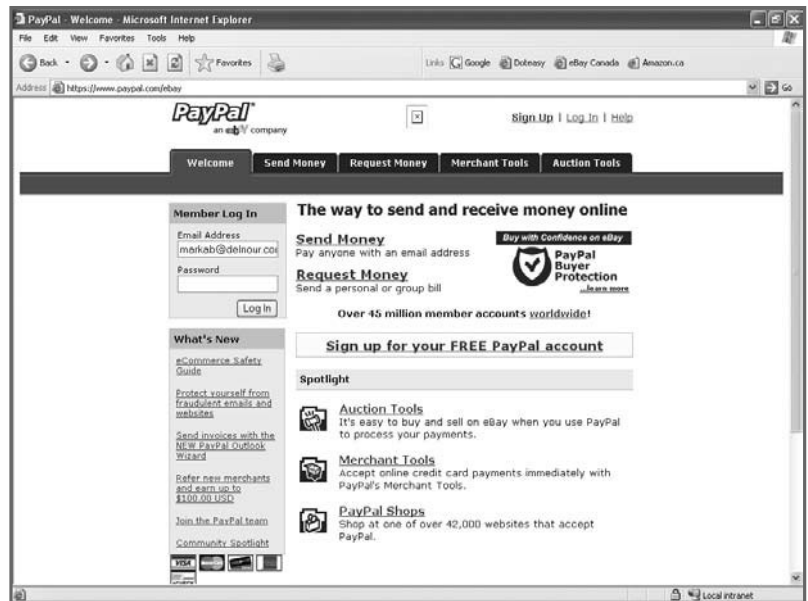 PayPal - Welcome - Microsoft Internet Explorer
File Edit View Favorites Tools Help
Back Favorites Links Google Doteasy eBay Canada Amazon.ca
Address https://www.paypal.com/ebay Go
PayPal
an ebY company
Sign Up | Log In | Help
Welcome Send Money Request Money Merchant Tools Auction Tools
Member Log In
Email Address
markab@delnour.co
Password
Log In
What's New
eCommerce Safety
Guide
Protect yourself from
fraudulent emails and
websites
Send invoices with the
NEW PayPal Outlook
Wizard
Refer new merchants
and earn up to
$100.00 USD
Join the PayPal team
Community Spotlight
VISA
The way to send and receive money online
Send Money
Pay anyone with an email address
Request Money
Send a personal or group bill
Buy with Confidence on eBay
PayPal
Buyer
Protection
...learn more
Over 45 million member accounts worldwide!
Sign up for your FREE PayPal account
Spotlight
Auction Tools
It's easy to buy and sell on eBay when you use PayPal
to process your payments.
Merchant Tools
Accept online credit card payments immediately with
PayPal's Merchant Tools.
PayPal Shops
Shop at one of over 42,000 websites that accept
PayPal.
Local intranet